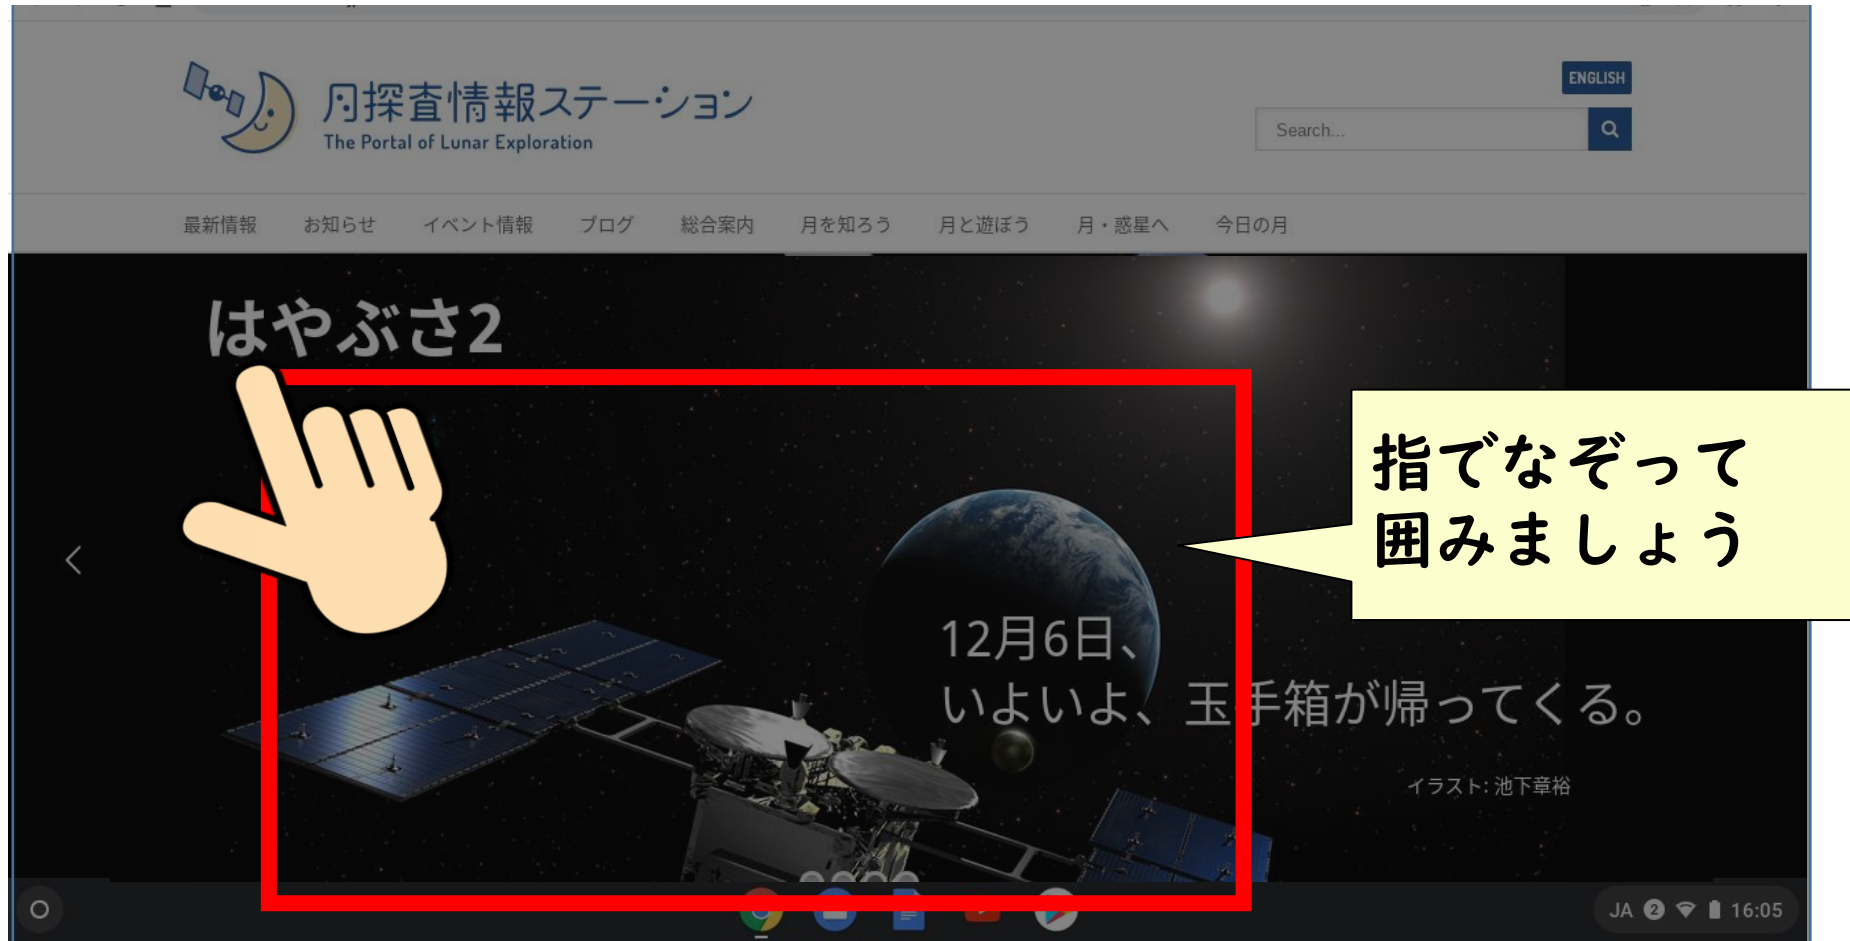 月探査情報ステーション
The Portal of Lunar Exploration
ENGLISH
Search...
最新情報 お知らせ イベント情報 ブログ 総合案内 月を知ろう 月と遊ぼう 月・惑星へ 今日の月
はやぶさ2
指でなぞって
囲みましょう
12月6日、
いよいよ、玉手箱が帰ってくる。
イラスト: 池下章裕
JA 2 16:05